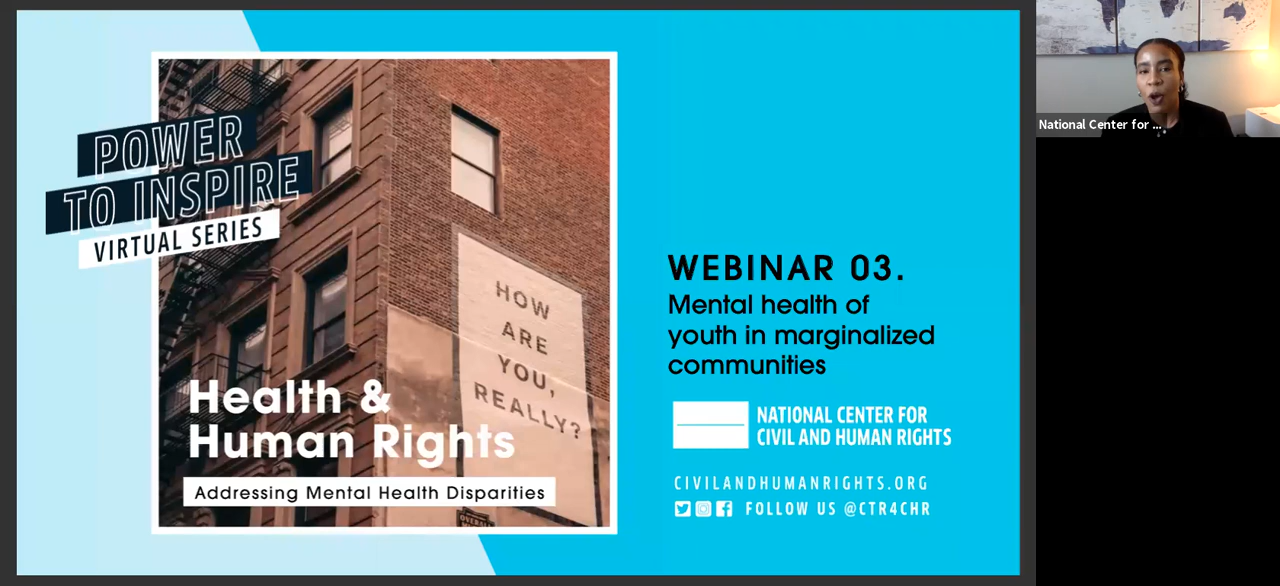 POWER
TO INSPIRE
VIRTUAL SERIES
HOW
ARE
YOU,
REALLY?
Health &
Human Rights
Addressing Mental Health Disparities
OVERALL
WEBINAR 03.
Mental health of
youth in marginalized
communities
NATIONAL CENTER FOR
CIVIL AND HUMAN RIGHTS
CIVILANDHUMANRIGHTS.ORG
FOLLOW US @CTR4CHR
National Center for ...